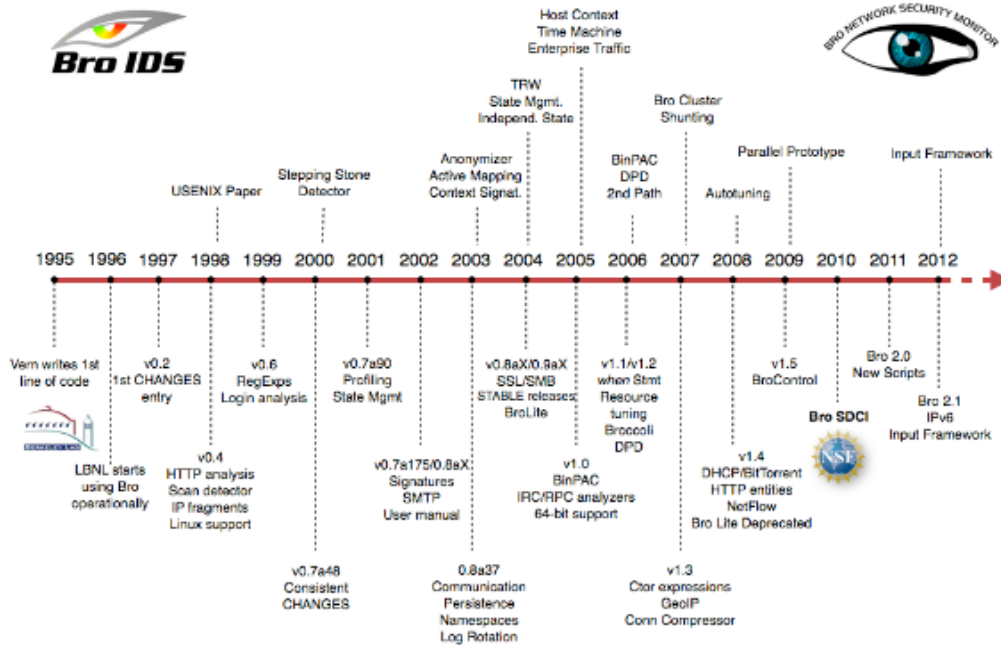 Bro IDS
BRO NETWORK SECURITY MONITOR
Host Context
Time Machine
Enterprise Traffic
TRW
State Mgmt.
Independ. State
Bro Cluster
Shunting
Anonymizer
Active Mapping
Context Signat.
BinPAC
DPD
2nd Path
Parallel Prototype
Input Framework
Stepping Stone
Detector
USENIX Paper
Autotuning
1995 1996 1997 1998 1999 2000 2001 2002 2003 2004 2005 2006 2007 2008 2009 2010 2011 2012
Vern writes 1st
line of code
BERKELEY LAB
LBNL starts
using Bro
operationally
v0.2
1st CHANGES
entry
v0.4
HTTP analysis
Scan detector
IP fragments
Linux support
v0.6
RegExps
Login analysis
v0.7a48
Consistent
CHANGES
v0.7a90
Profiling
State Mgmt
v0.7a175/0.8aX
Signatures
SMTP
User manual
0.8a37
Communication
Persistence
Namespaces
Log Rotation
v0.8aX/0.9aX
SSL/SMB
STABLE releases
BroLite
v1.0
BinPAC
IRC/RPC analyzers
64-bit support
v1.1/v1.2
when Stmt
Resource
tuning
Broccoli
DPD
v1.3
Ctor expressions
GeoIP
Conn Compressor
v1.4
DHCP/BitTorrent
HTTP entities
NetFlow
Bro Lite Deprecated
v1.5
BroControl
Bro SDCI
NSF
Bro 2.0
New Scripts
Bro 2.1
IPv6
Input Framework